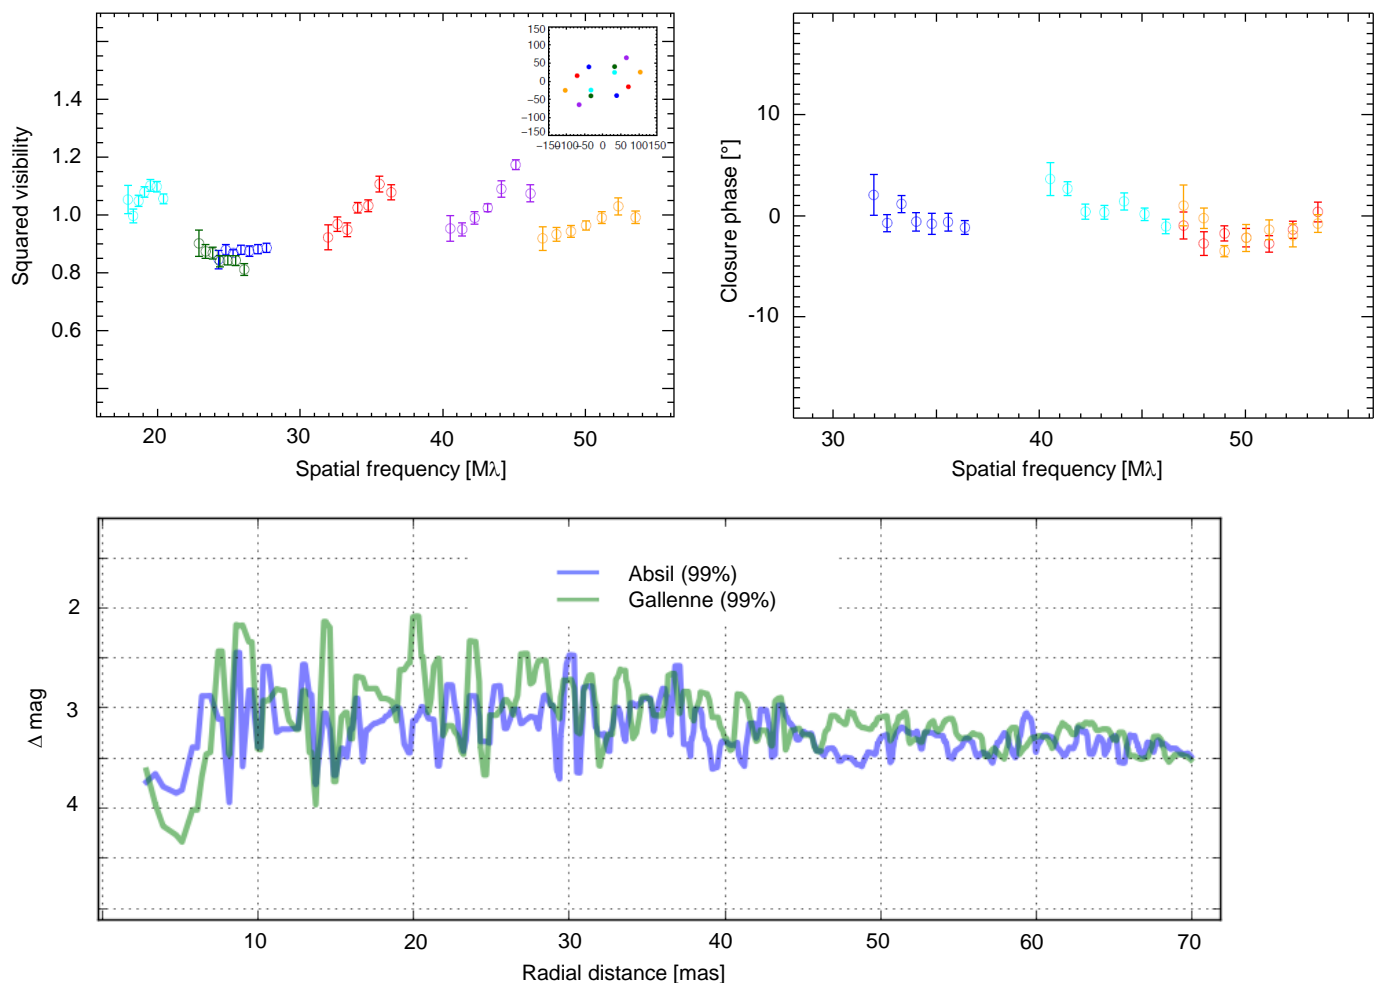 Squared visibility
1.4
1.2
1.0
0.8
0.6
20 30 40 50
Spatial frequency [Mλ]
150
100
50
0
−50
−100
−150
−150−100−50 0 50 100150
Closure phase [°]
10
0
-10
30 40 50
Spatial frequency [Mλ]
Δ mag
2
3
4
Absil (99%)
Gallenne (99%)
10 20 30 40 50 60 70
Radial distance [mas]